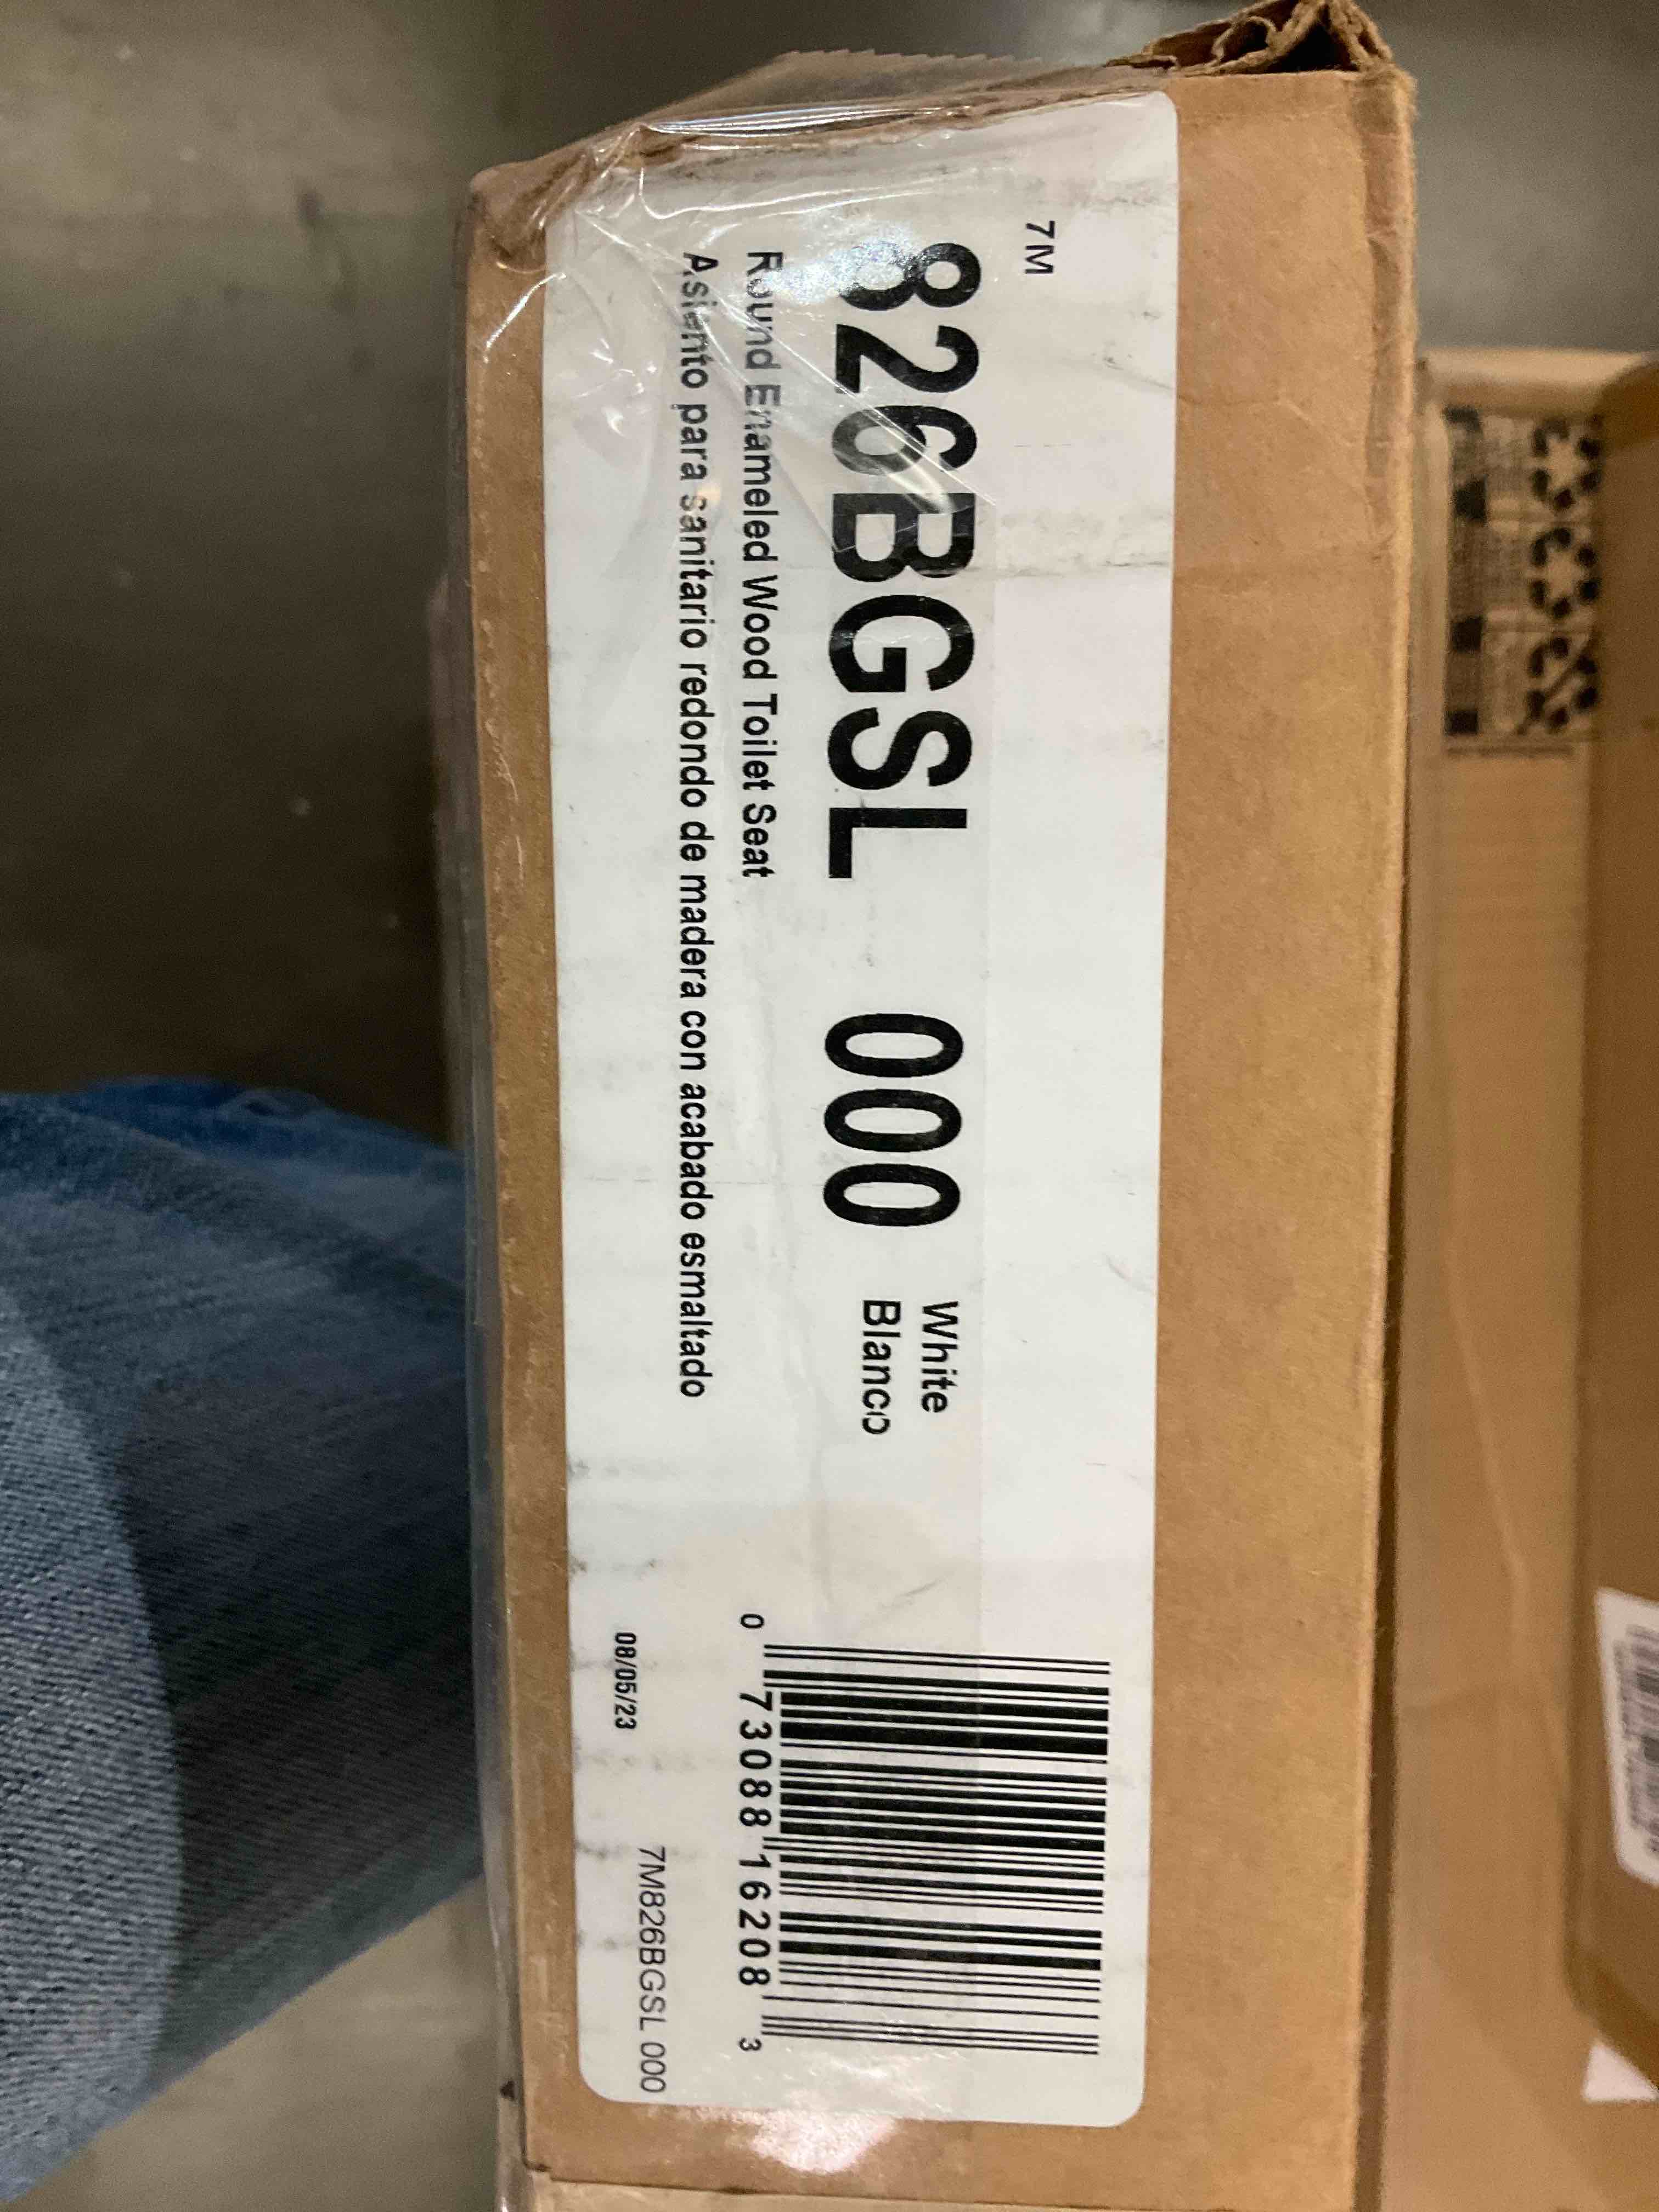 7M
826BGSL 000 White
Blanco
Round Enameled Wood Toilet Seat
Asiento para sanitario redondo de madera con acabado esmaltado
0 73088 16208 3
08/05/23
7M826BGSL 000